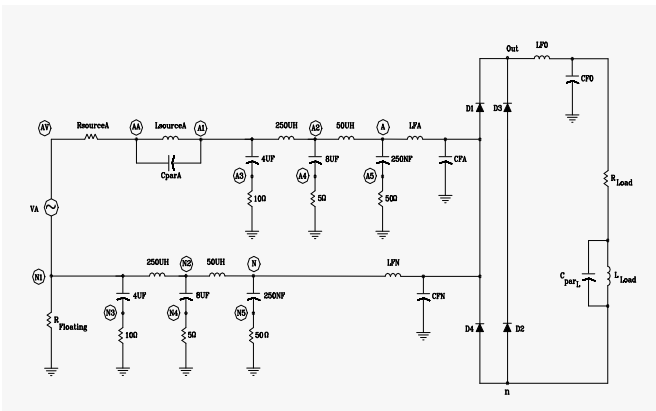 Out
LFO
CFO
D1
D3
AV
RsourceA
AA
LsourceA
A1
250UH
A2
50UH
A
LFA
CparA
4UF
8UF
250NF
CFA
A3
A4
A5
10Ω
5Ω
50Ω
R Load
VA
C par L
L Load
N1
250UH
N2
50UH
N
LFN
4UF
8UF
250NF
CFN
N3
N4
N5
R Floating
10Ω
5Ω
50Ω
D4
D2
n